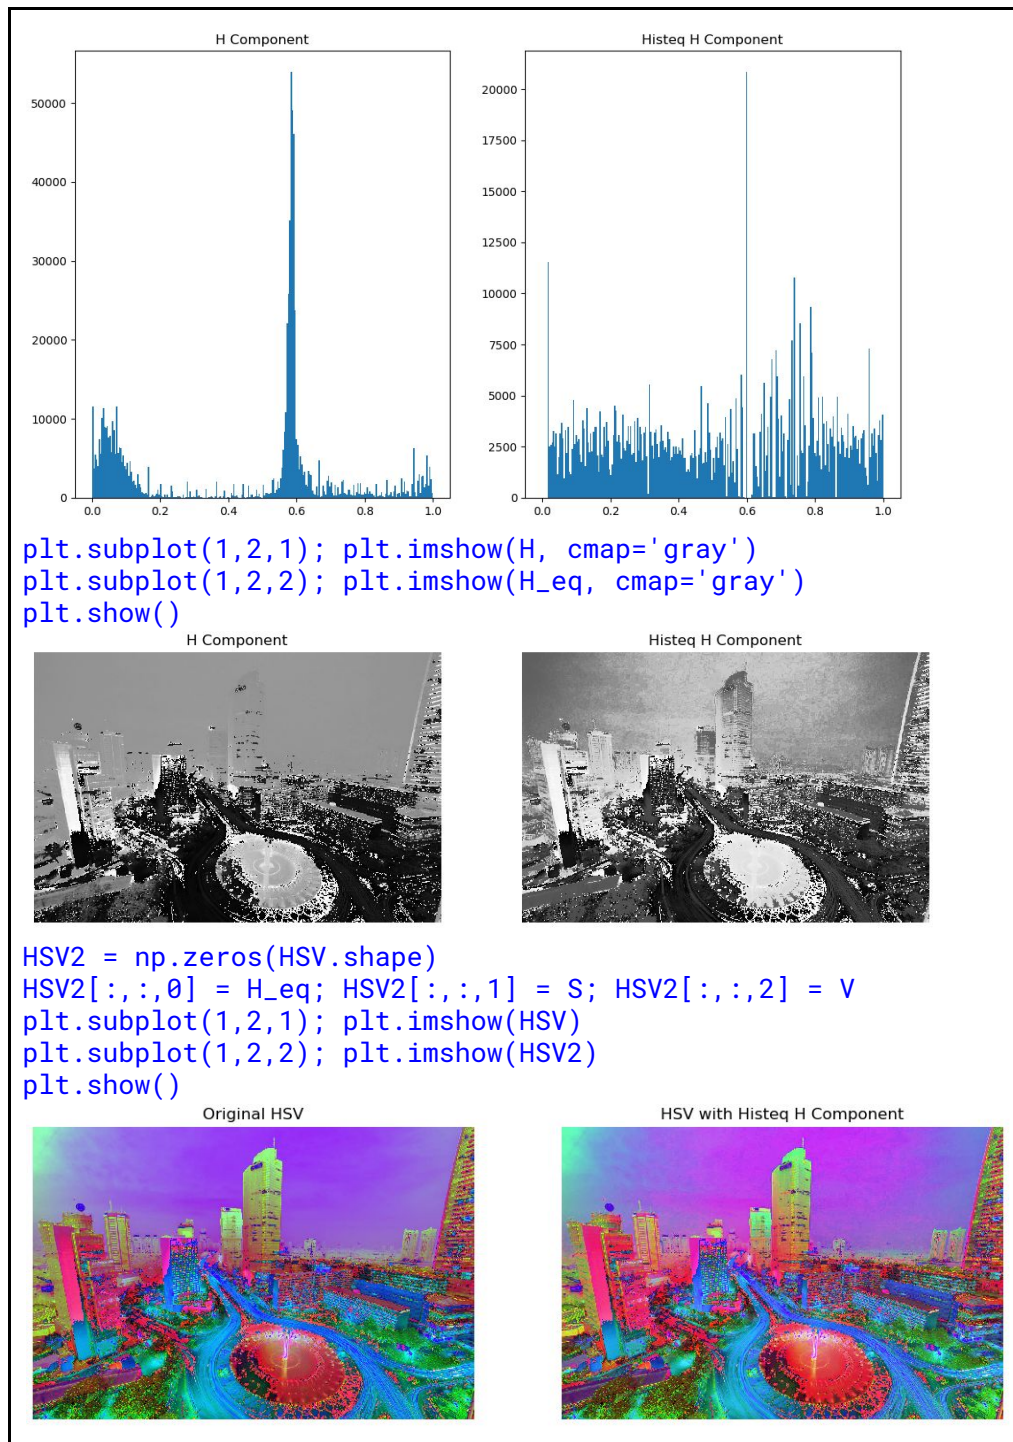 H Component
Histeq H Component
50000
40000
30000
20000
10000
0
0.0 0.2 0.4 0.6 0.8 1.0
20000
17500
15000
12500
10000
7500
5000
2500
0
0.0 0.2 0.4 0.6 0.8 1.0
plt.subplot(1,2,1); plt.imshow(H, cmap='gray')
plt.subplot(1,2,2); plt.imshow(H_eq, cmap='gray')
plt.show()
H Component
Histeq H Component
HSV2 = np.zeros(HSV.shape)
HSV2[:,:,0] = H_eq; HSV2[:,:,1] = S; HSV2[:,:,2] = V
plt.subplot(1,2,1); plt.imshow(HSV)
plt.subplot(1,2,2); plt.imshow(HSV2)
plt.show()
Original HSV
HSV with Histeq H Component